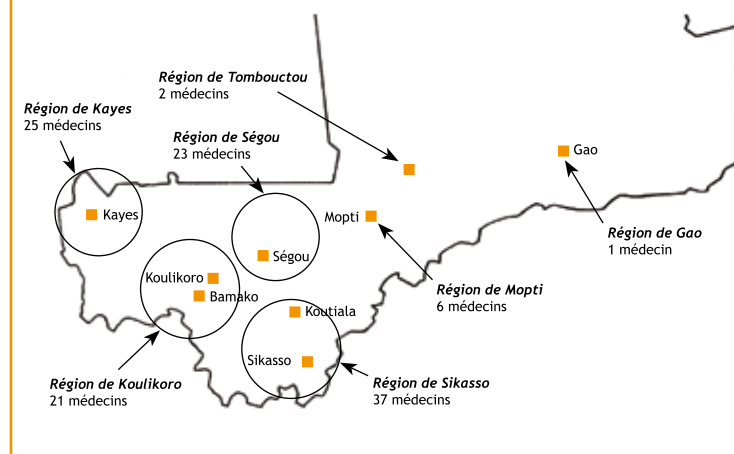 Région de Tombouctou
2 médecins
Région de Kayes
25 médecins
Région de Ségou
23 médecins
Gao
Kayes
Mopti
Région de Gao
1 médecin
Ségou
Koulikoro
Bamako
Région de Mopti
6 médecins
Koutiala
Sikasso
Région de Koulikoro
21 médecins
Région de Sikasso
37 médecins